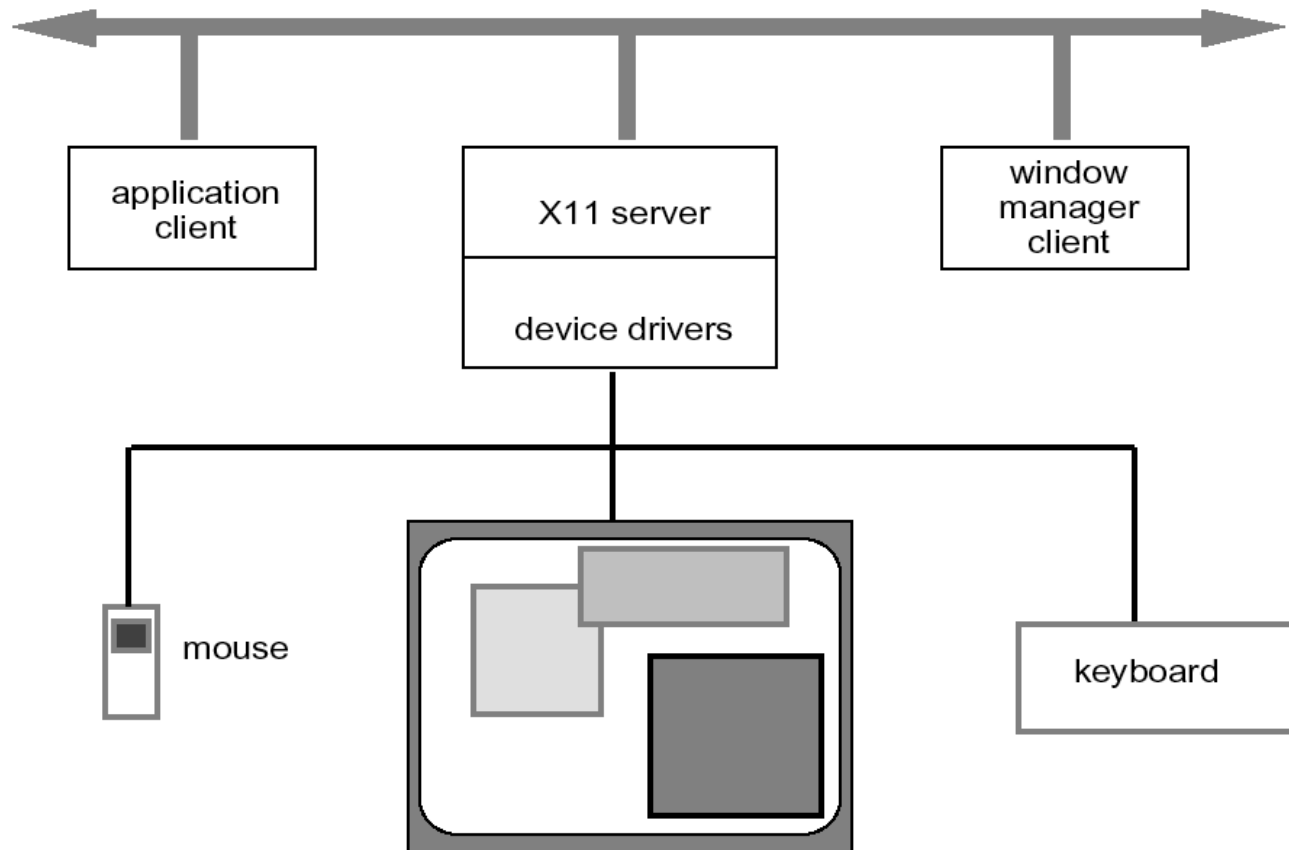 application
client
X11 server
window
manager
client
device drivers
mouse
keyboard